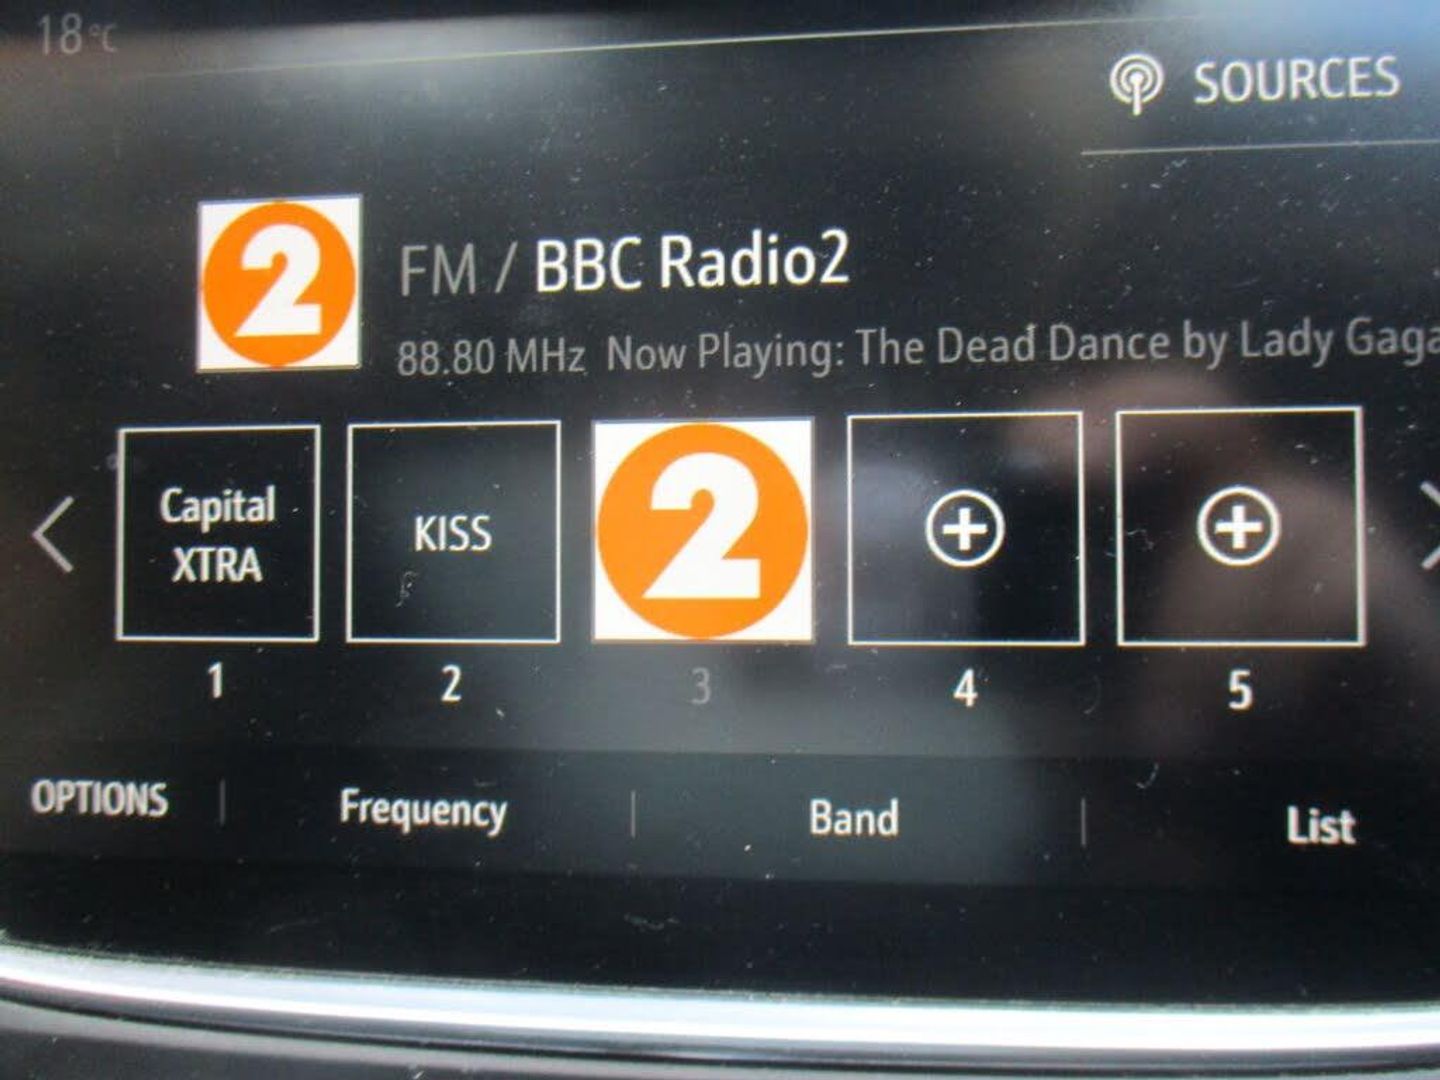 18°C
SOURCES
2
FM / BBC Radio2
88.80 MHz Now Playing: The Dead Dance by Lady Gaga
Capital
XTRA
KISS
2
1
2
3
4
5
OPTIONS
Frequency
Band
List